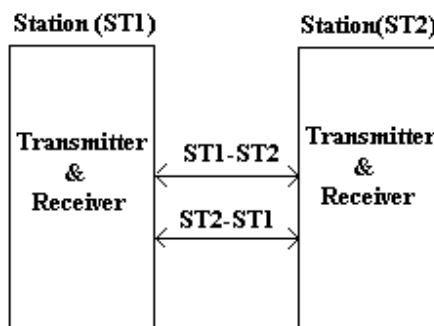 Station (ST1)
Station(ST2)
Transmitter
&
Receiver
ST1-ST2
ST2-ST1
Transmitter
&
Receiver